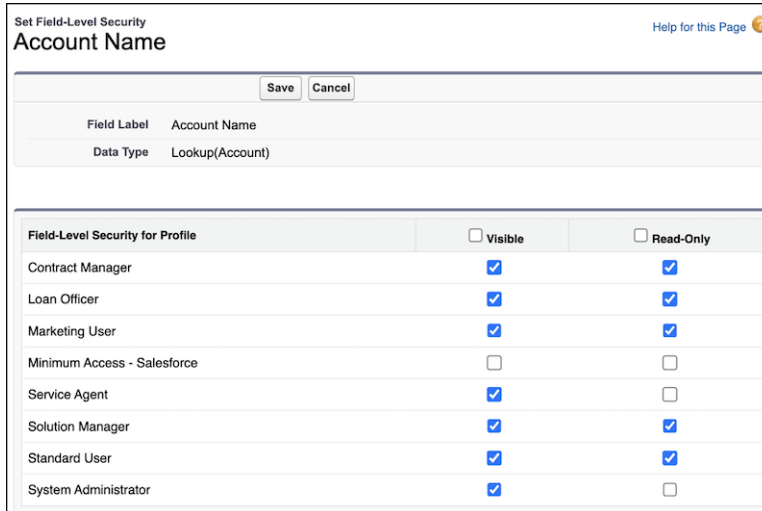 Set Field-Level Security
Account Name
Help for this Page ?
Save Cancel
Field Label Account Name
Data Type Lookup(Account)
Field-Level Security for Profile Visible Read-Only
Contract Manager
Loan Officer
Marketing User
Minimum Access - Salesforce
Service Agent
Solution Manager
Standard User
System Administrator